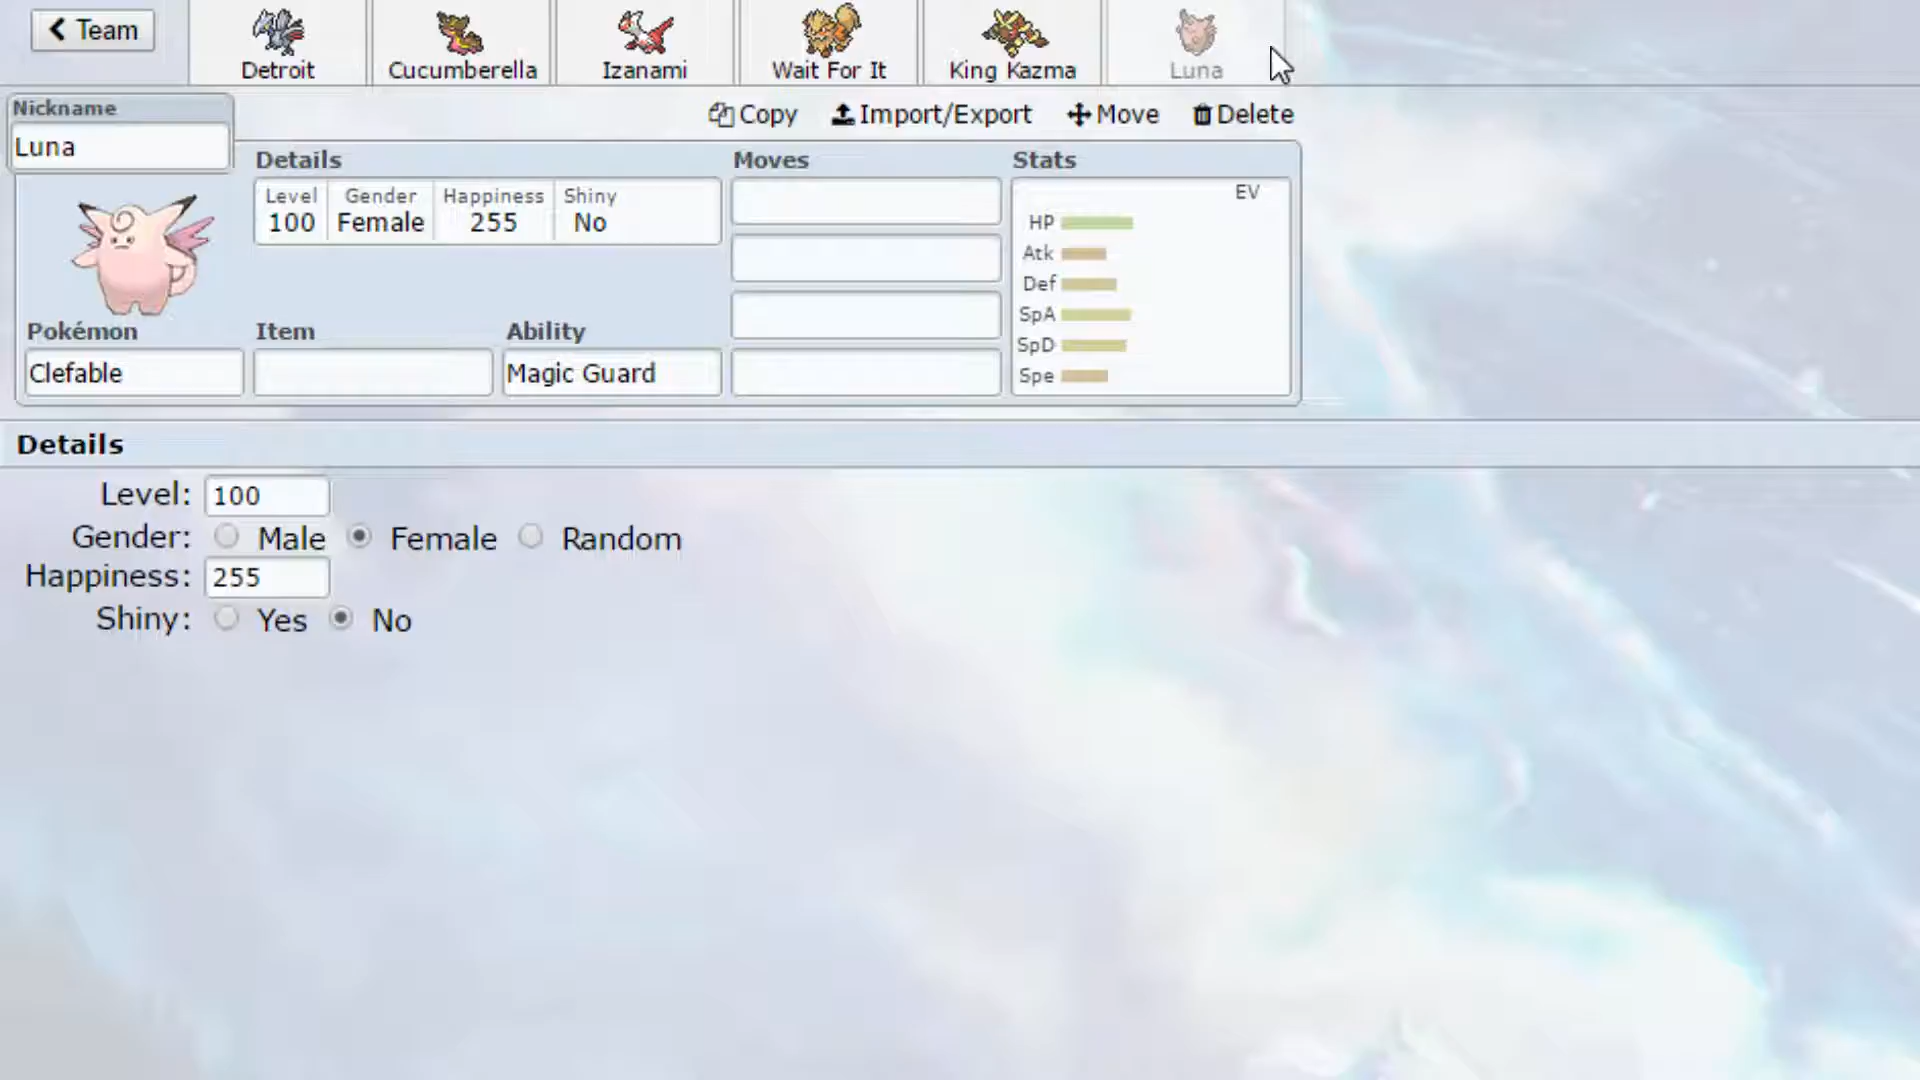 Team
Detroit
Cucumberella
Izanami
Wait For It
King Kazma
Luna
Nickname
Luna
Copy
Import/Export
Move
Delete
Details
Moves
Stats
Level
Gender
Happiness
Shiny
100
Female
255
No
EV
HP
Atk
Def
SpA
SpD
Spe
Pokémon
Item
Ability
Clefable
Magic Guard
Details
Level: 100
Gender: Male Female Random
Happiness: 255
Shiny: Yes No